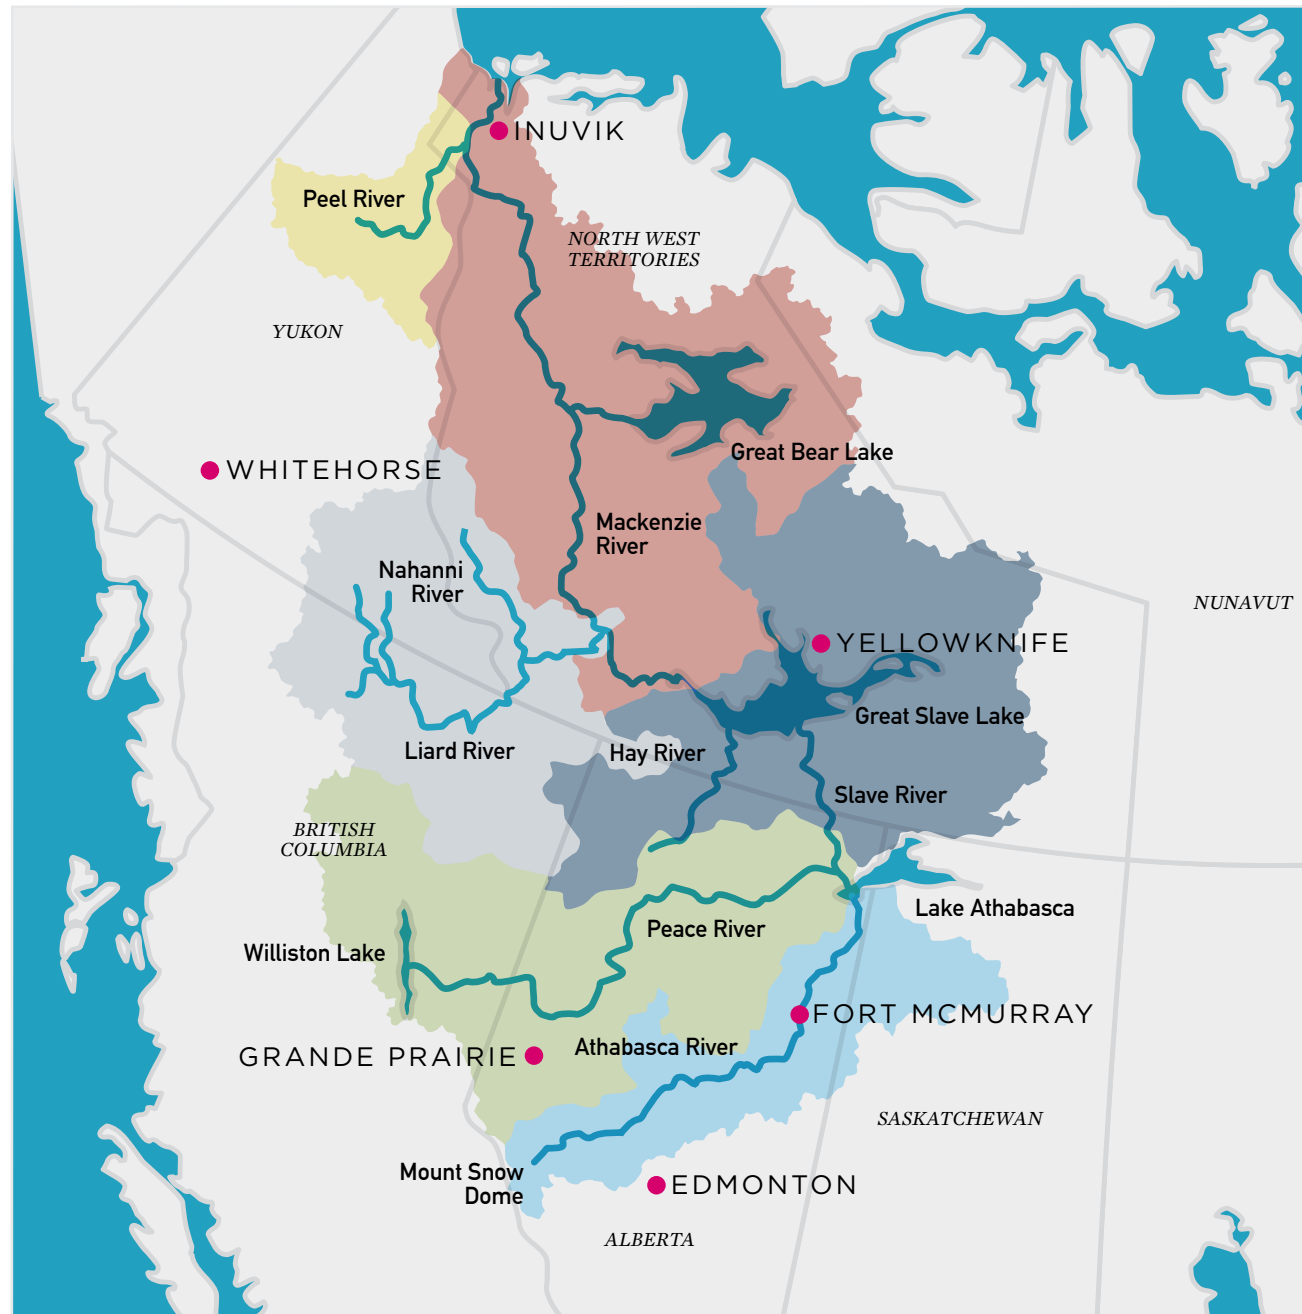 INUVIK
Peel River
NORTH WEST
TERRITORIES
YUKON
Great Bear Lake
WHITEHORSE
Mackenzie
River
Nahanni
River
NUNAVUT
YELLOWKNIFE
Great Slave Lake
Liard River
Hay River
Slave River
BRITISH
COLUMBIA
Lake Athabasca
Peace River
Williston Lake
FORT MCMURRAY
Athabasca River
GRANDE PRAIRIE
SASKATCHEWAN
Mount Snow
Dome
EDMONTON
ALBERTA